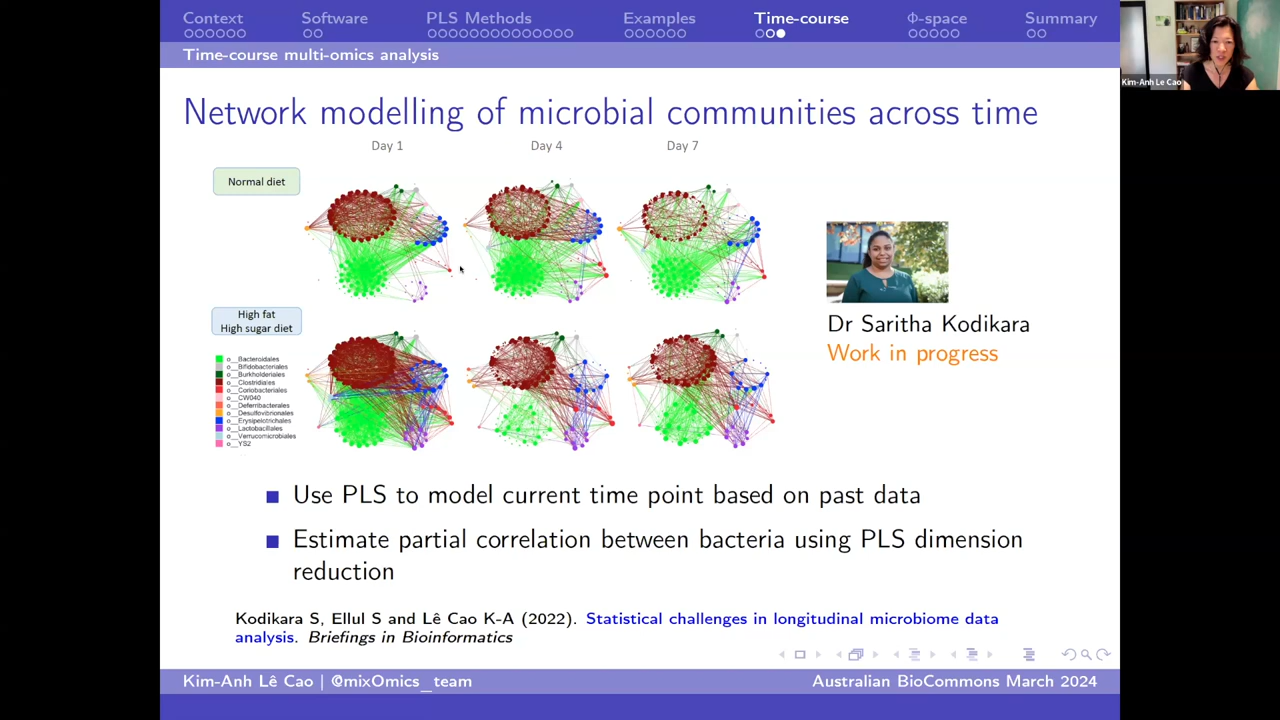 Context Software PLS Methods Examples Time-course Φ-space Summary
Time-course multi-omics analysis
Kim-Anh Le Cao
Network modelling of microbial communities across time
Day 1 Day 4 Day 7
Normal diet
High fat
High sugar diet
o__Bacteroidales
o__Bifidobacteriales
o__Burkholderiales
o__Clostridiales
o__Coriobacteriales
o__CW040
o__Deferribacterales
o__Desulfovibrionales
o__Erysipelotrichales
o__Lactobacillales
o__Verrucomicrobiales
o__YS2
Dr Saritha Kodikara
Work in progress
Use PLS to model current time point based on past data
Estimate partial correlation between bacteria using PLS dimension
reduction
Kodikara S, Ellul S and Lê Cao K-A (2022). Statistical challenges in longitudinal microbiome data
analysis. Briefings in Bioinformatics
Kim-Anh Lê Cao | @mixOmics_team Australian BioCommons March 2024